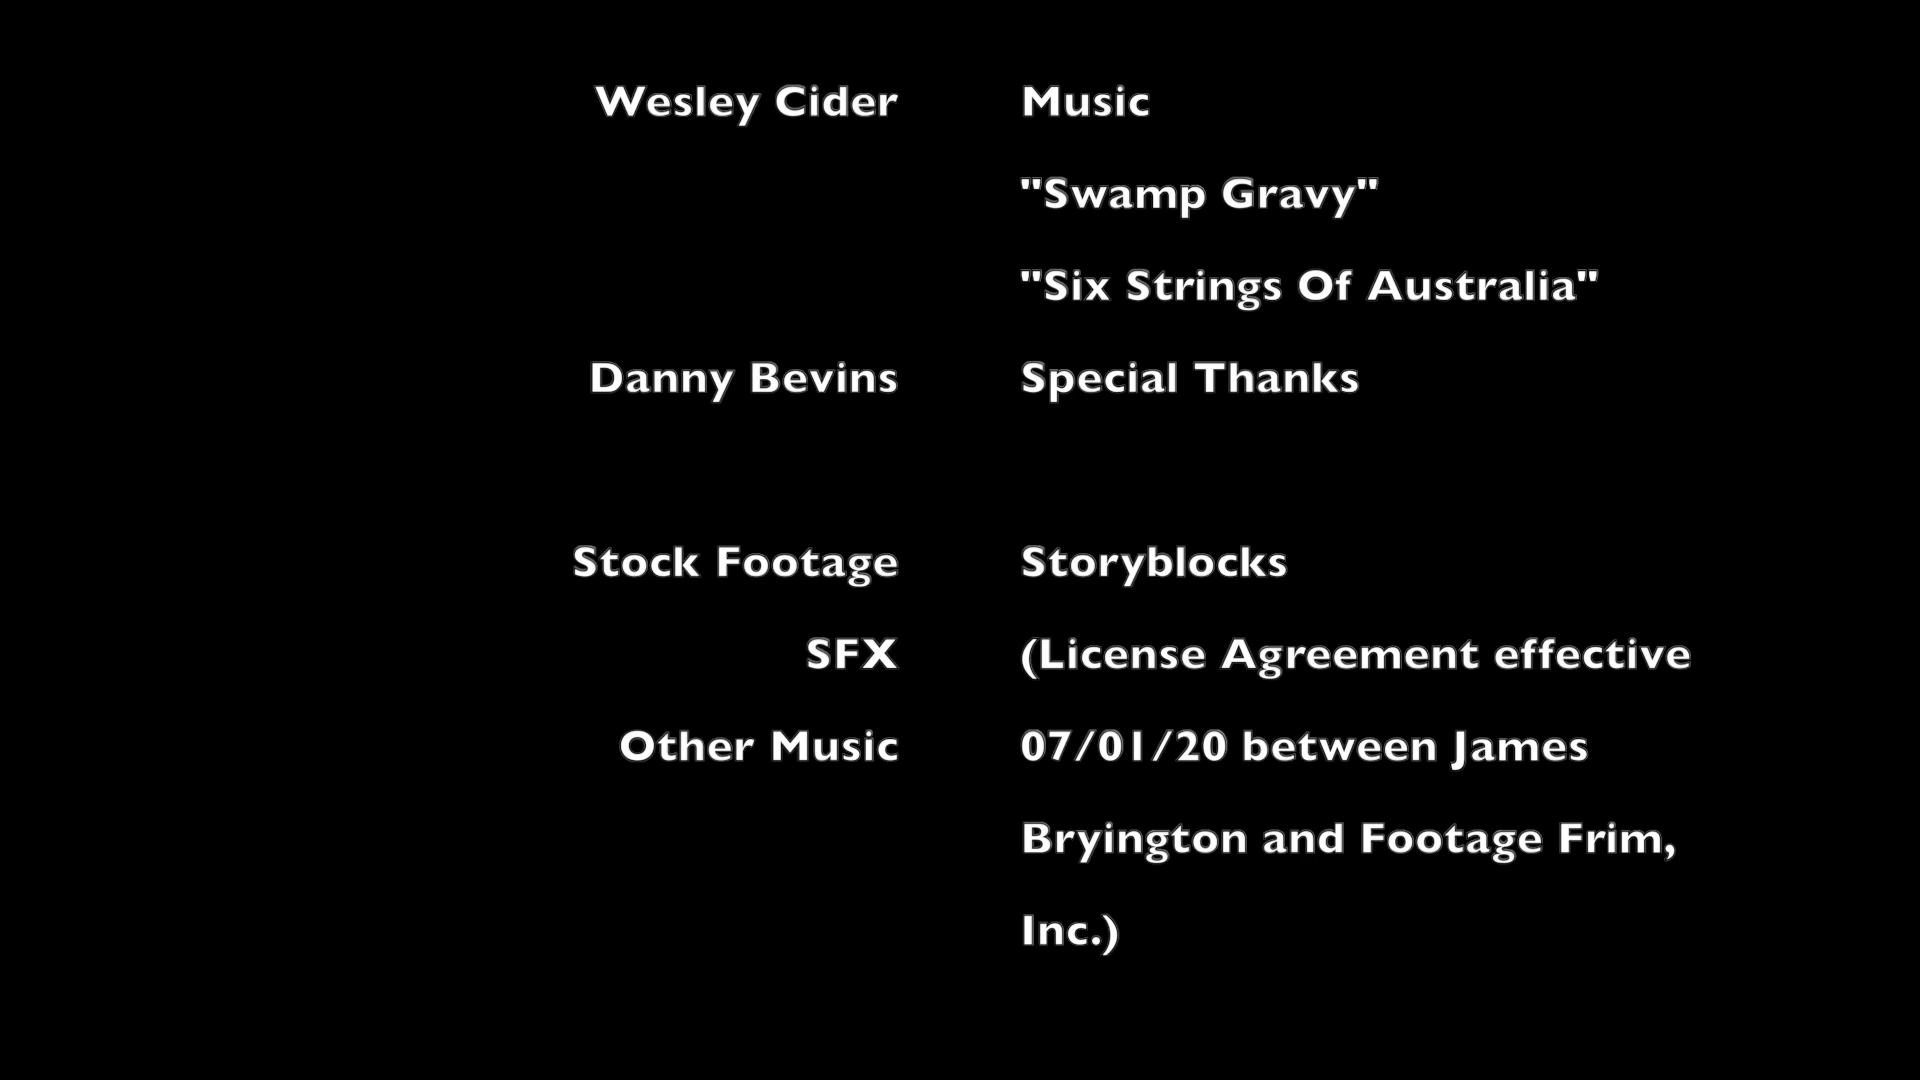 Wesley Cider Music
"Swamp Gravy"
"Six Strings Of Australia"
Danny Bevins Special Thanks
Stock Footage Storyblocks
SFX (License Agreement effective
Other Music 07/01/20 between James
Bryington and Footage Frim,
Inc.)